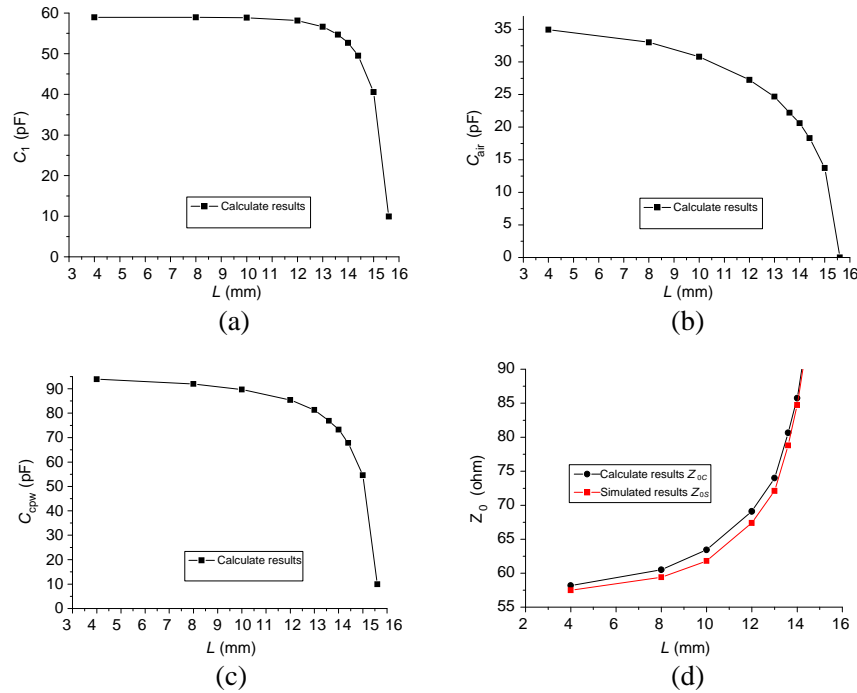 60
50
40
30
20
10
0
C1 (pF)
Calculate results
3 4 5 6 7 8 9 10 11 12 13 14 15 16
L (mm)
(a)
35
30
25
20
15
10
5
0
Cair (pF)
Calculate results
3 4 5 6 7 8 9 10 11 12 13 14 15 16
L (mm)
(b)
90
80
70
60
50
40
30
20
10
0
Ccpw (pF)
Calculate results
3 4 5 6 7 8 9 10 11 12 13 14 15 16
L (mm)
(c)
90
85
80
75
70
65
60
55
Z0 (ohm)
Calculate results Z0C
Simulated results Z0S
2 4 6 8 10 12 14 16
L (mm)
(d)